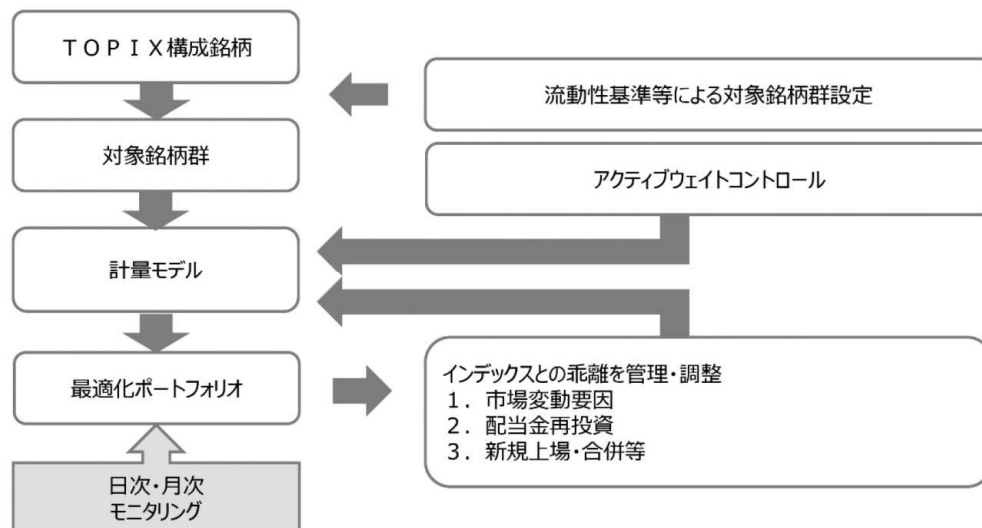 ＴＯＰＩＸ構成銘柄
流動性基準等による対象銘柄群設定
対象銘柄群
アクティブウェイトコントロール
計量モデル
最適化ポートフォリオ
インデックスとの乖離を管理・調整
１．市場変動要因
２．配当金再投資
３．新規上場・合併等
日次・月次
モニタリング